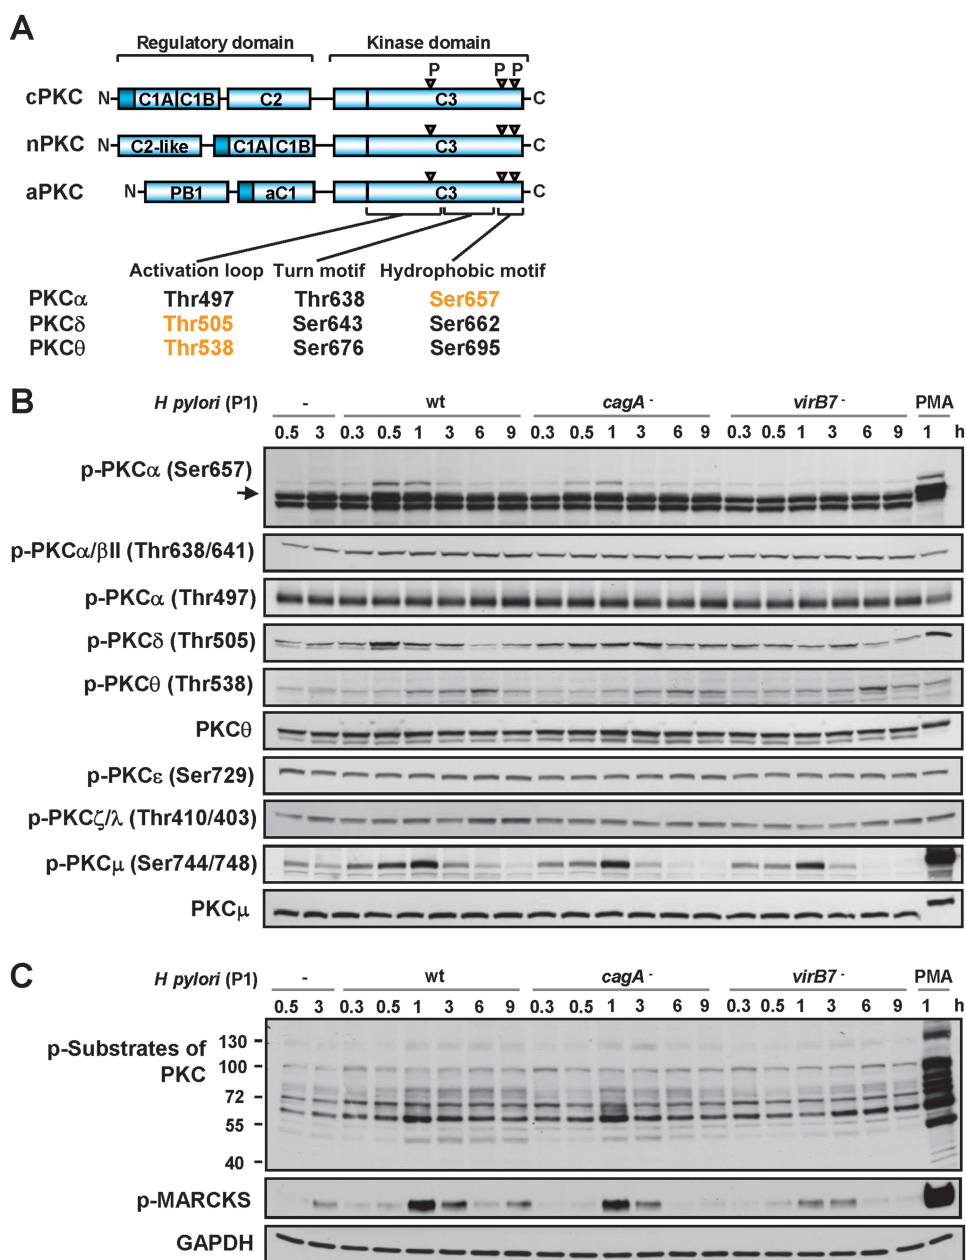 A
Regulatory domain Kinase domain
P P P
cPKC N C1A C1B C2 C3 C
nPKC N C2-like C1A C1B C3 C
aPKC N PB1 aC1 C3 C
Activation loop Turn motif Hydrophobic motif
PKCα Thr497 Thr638 Ser657
PKCδ Thr505 Ser643 Ser662
PKCθ Thr538 Ser676 Ser695
B
H pylori (P1) - wt cagA - virB7 - PMA
0.5 3 0.3 0.5 1 3 6 9 0.3 0.5 1 3 6 9 0.3 0.5 1 3 6 9 1 h
p-PKCα (Ser657)
p-PKCα/βII (Thr638/641)
p-PKCα (Thr497)
p-PKCδ (Thr505)
p-PKCθ (Thr538)
PKCθ
p-PKCε (Ser729)
p-PKCζ/λ (Thr410/403)
p-PKCμ (Ser744/748)
PKCμ
C
H pylori (P1) - wt cagA - virB7 - PMA
0.5 3 0.3 0.5 1 3 6 9 0.3 0.5 1 3 6 9 0.3 0.5 1 3 6 9 1 h
p-Substrates of
PKC
130
100
72
55
40
p-MARCKS
GAPDH